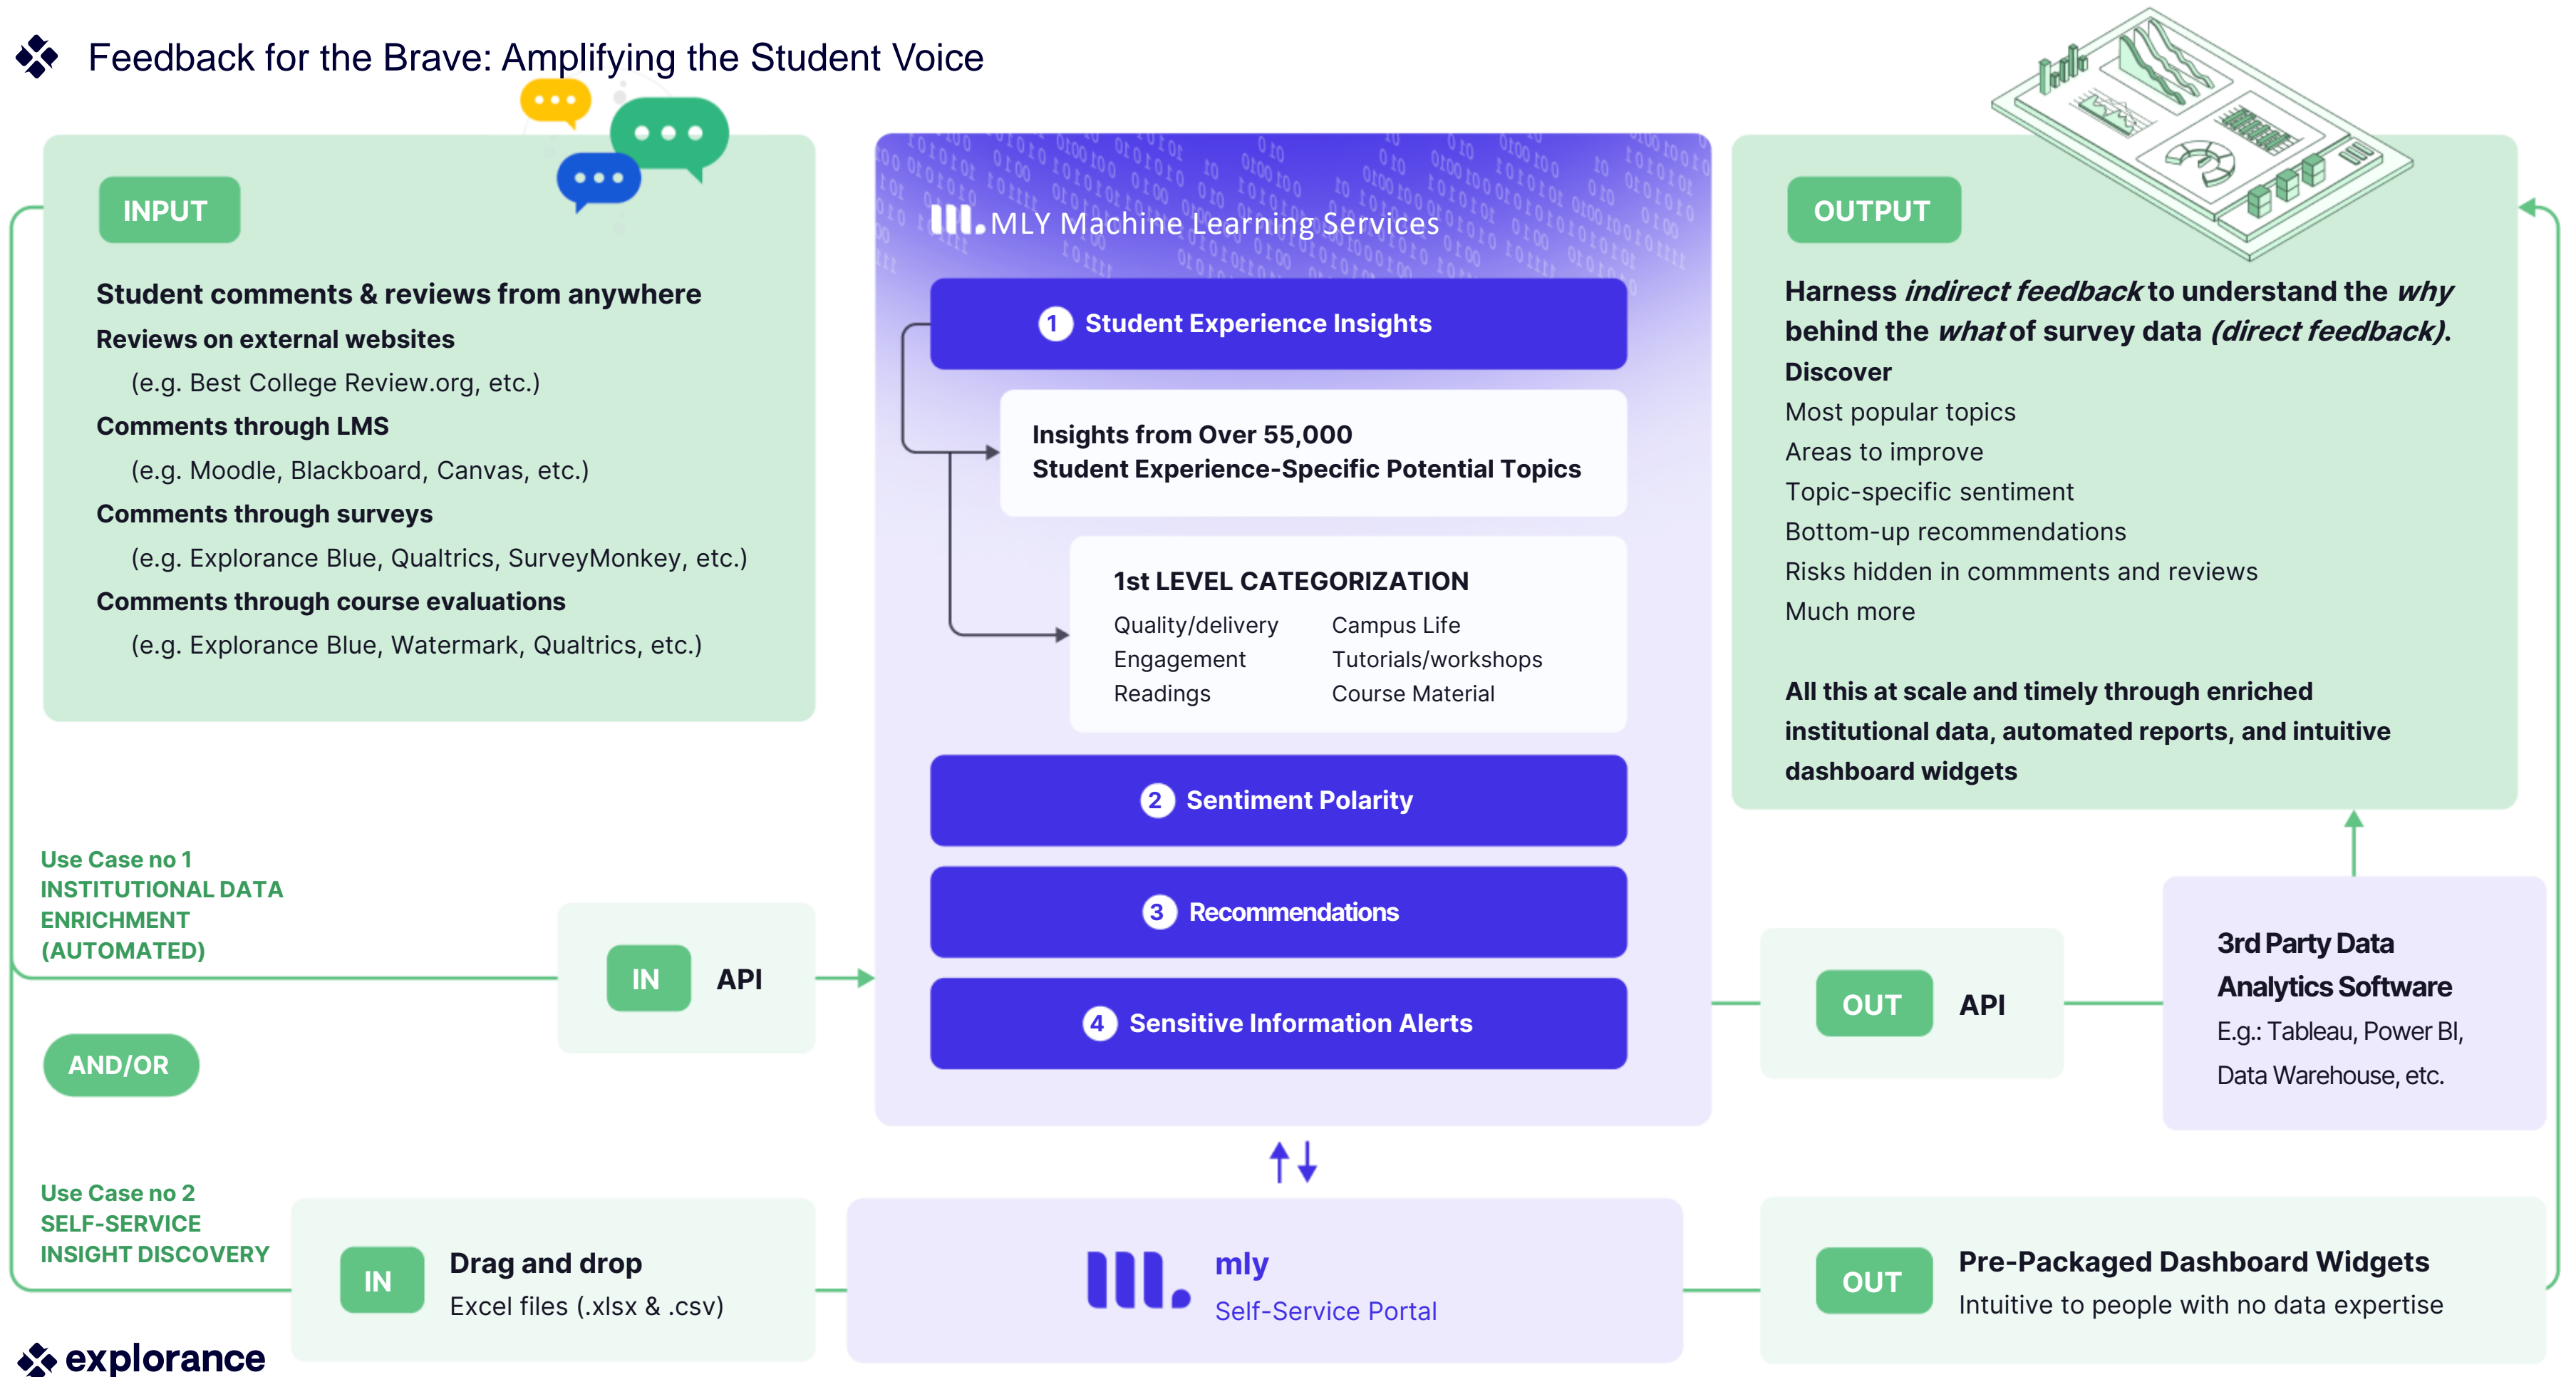 Feedback for the Brave: Amplifying the Student Voice
INPUT
Student comments & reviews from anywhere
Reviews on external websites
(e.g. Best College Review.org, etc.)
Comments through LMS
(e.g. Moodle, Blackboard, Canvas, etc.)
Comments through surveys
(e.g. Explorance Blue, Qualtrics, SurveyMonkey, etc.)
Comments through course evaluations
(e.g. Explorance Blue, Watermark, Qualtrics, etc.)
Use Case no 1
INSTITUTIONAL DATA
ENRICHMENT
(AUTOMATED)
IN API
AND/OR
Use Case no 2
SELF-SERVICE
INSIGHT DISCOVERY
IN
Drag and drop
Excel files (.xlsx & .csv)
explorance
MLY Machine Learning Services
1 Student Experience Insights
Insights from Over 55,000
Student Experience-Specific Potential Topics
1st LEVEL CATEGORIZATION
Quality/delivery Campus Life
Engagement Tutorials/workshops
Readings Course Material
2 Sentiment Polarity
3 Recommendations
4 Sensitive Information Alerts
mly
Self-Service Portal
OUTPUT
Harness indirect feedback to understand the why
behind the what of survey data (direct feedback).
Discover
Most popular topics
Areas to improve
Topic-specific sentiment
Bottom-up recommendations
Risks hidden in commments and reviews
Much more
All this at scale and timely through enriched
institutional data, automated reports, and intuitive
dashboard widgets
OUT API
3rd Party Data
Analytics Software
E.g.: Tableau, Power BI,
Data Warehouse, etc.
OUT
Pre-Packaged Dashboard Widgets
Intuitive to people with no data expertise